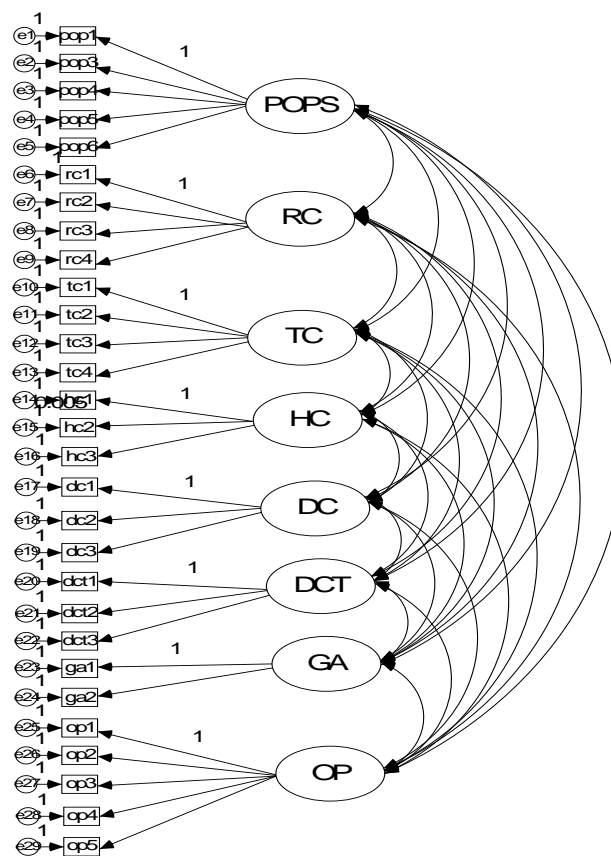 1
e1 pop1 1
1
e2 pop3
1
e3 pop4 POPS
1
e4 pop5
1
e5 pop6
1
e6 rc1 1
1
e7 rc2
1
e8 rc3 RC
1
e9 rc4
1
e10 tc1 1
1
e11 tc2
1
e12 tc3 TC
1
e13 tc4
1
e14 1
0.005
1
e15 hc2 HC
1
e16 hc3
1
e17 dc1 1
1
e18 dc2 DC
1
e19 dc3
1
e20 dct1 1
1
e21 dct2 DCT
1
e22 dct3
1
e23 ga1 1 GA
1
e24 ga2
1
e25 op1 1
1
e26 op2
1
e27 op3 OP
1
e28 op4
1
e29 op5